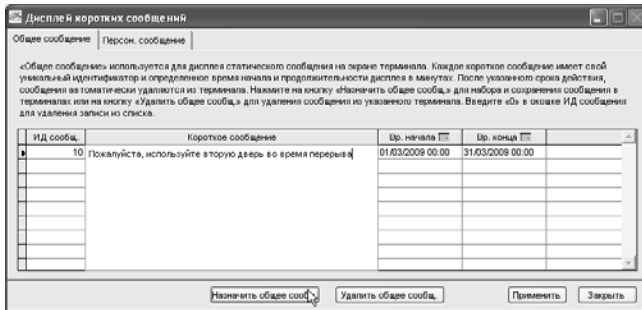 Дисплей коротких сообщений
Общее сообщение Персон. сообщение
«Общее сообщение» используется для дисплея статического сообщения на экране терминала. Каждое короткое сообщение имеет свой
уникальный идентификатор и определенное время начала и продолжительности дисплея в минутах. После указанного срока действия,
сообщения автоматически удаляются из терминала. Нажмите на кнопку «Назначить общее сообщ.» для набора и сохранения сообщения в
терминалах или на кнопку «Удалить общее сообщ.» для удаления сообщения из указанного терминала. Введите «0» в окошке ИД сообщения
для удаления записи из списка.
ИД сообщ. Короткое сообщение Вр. начала Вр. конца
10 Пожалуйста, используйте вторую дверь во время перерыва 01/03/2009 00:00 31/03/2009 00:00
Назначить общее сообщ. Удалить общее сообщ. Применить Закрыть